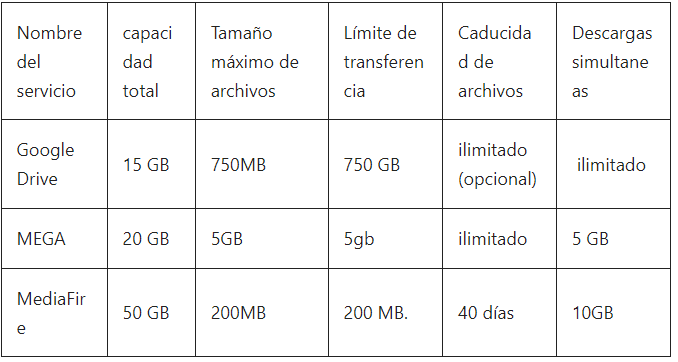 Nombre del servicio
capacidad total
Tamaño máximo de archivos
Límite de transferencia
Caducidad de archivos
Descargas simultaneas
Google Drive
15 GB
750MB
750 GB
ilimitado (opcional)
ilimitado
MEGA
20 GB
5GB
5gb
ilimitado
5 GB
MediaFire
50 GB
200MB
200 MB.
40 días
10GB